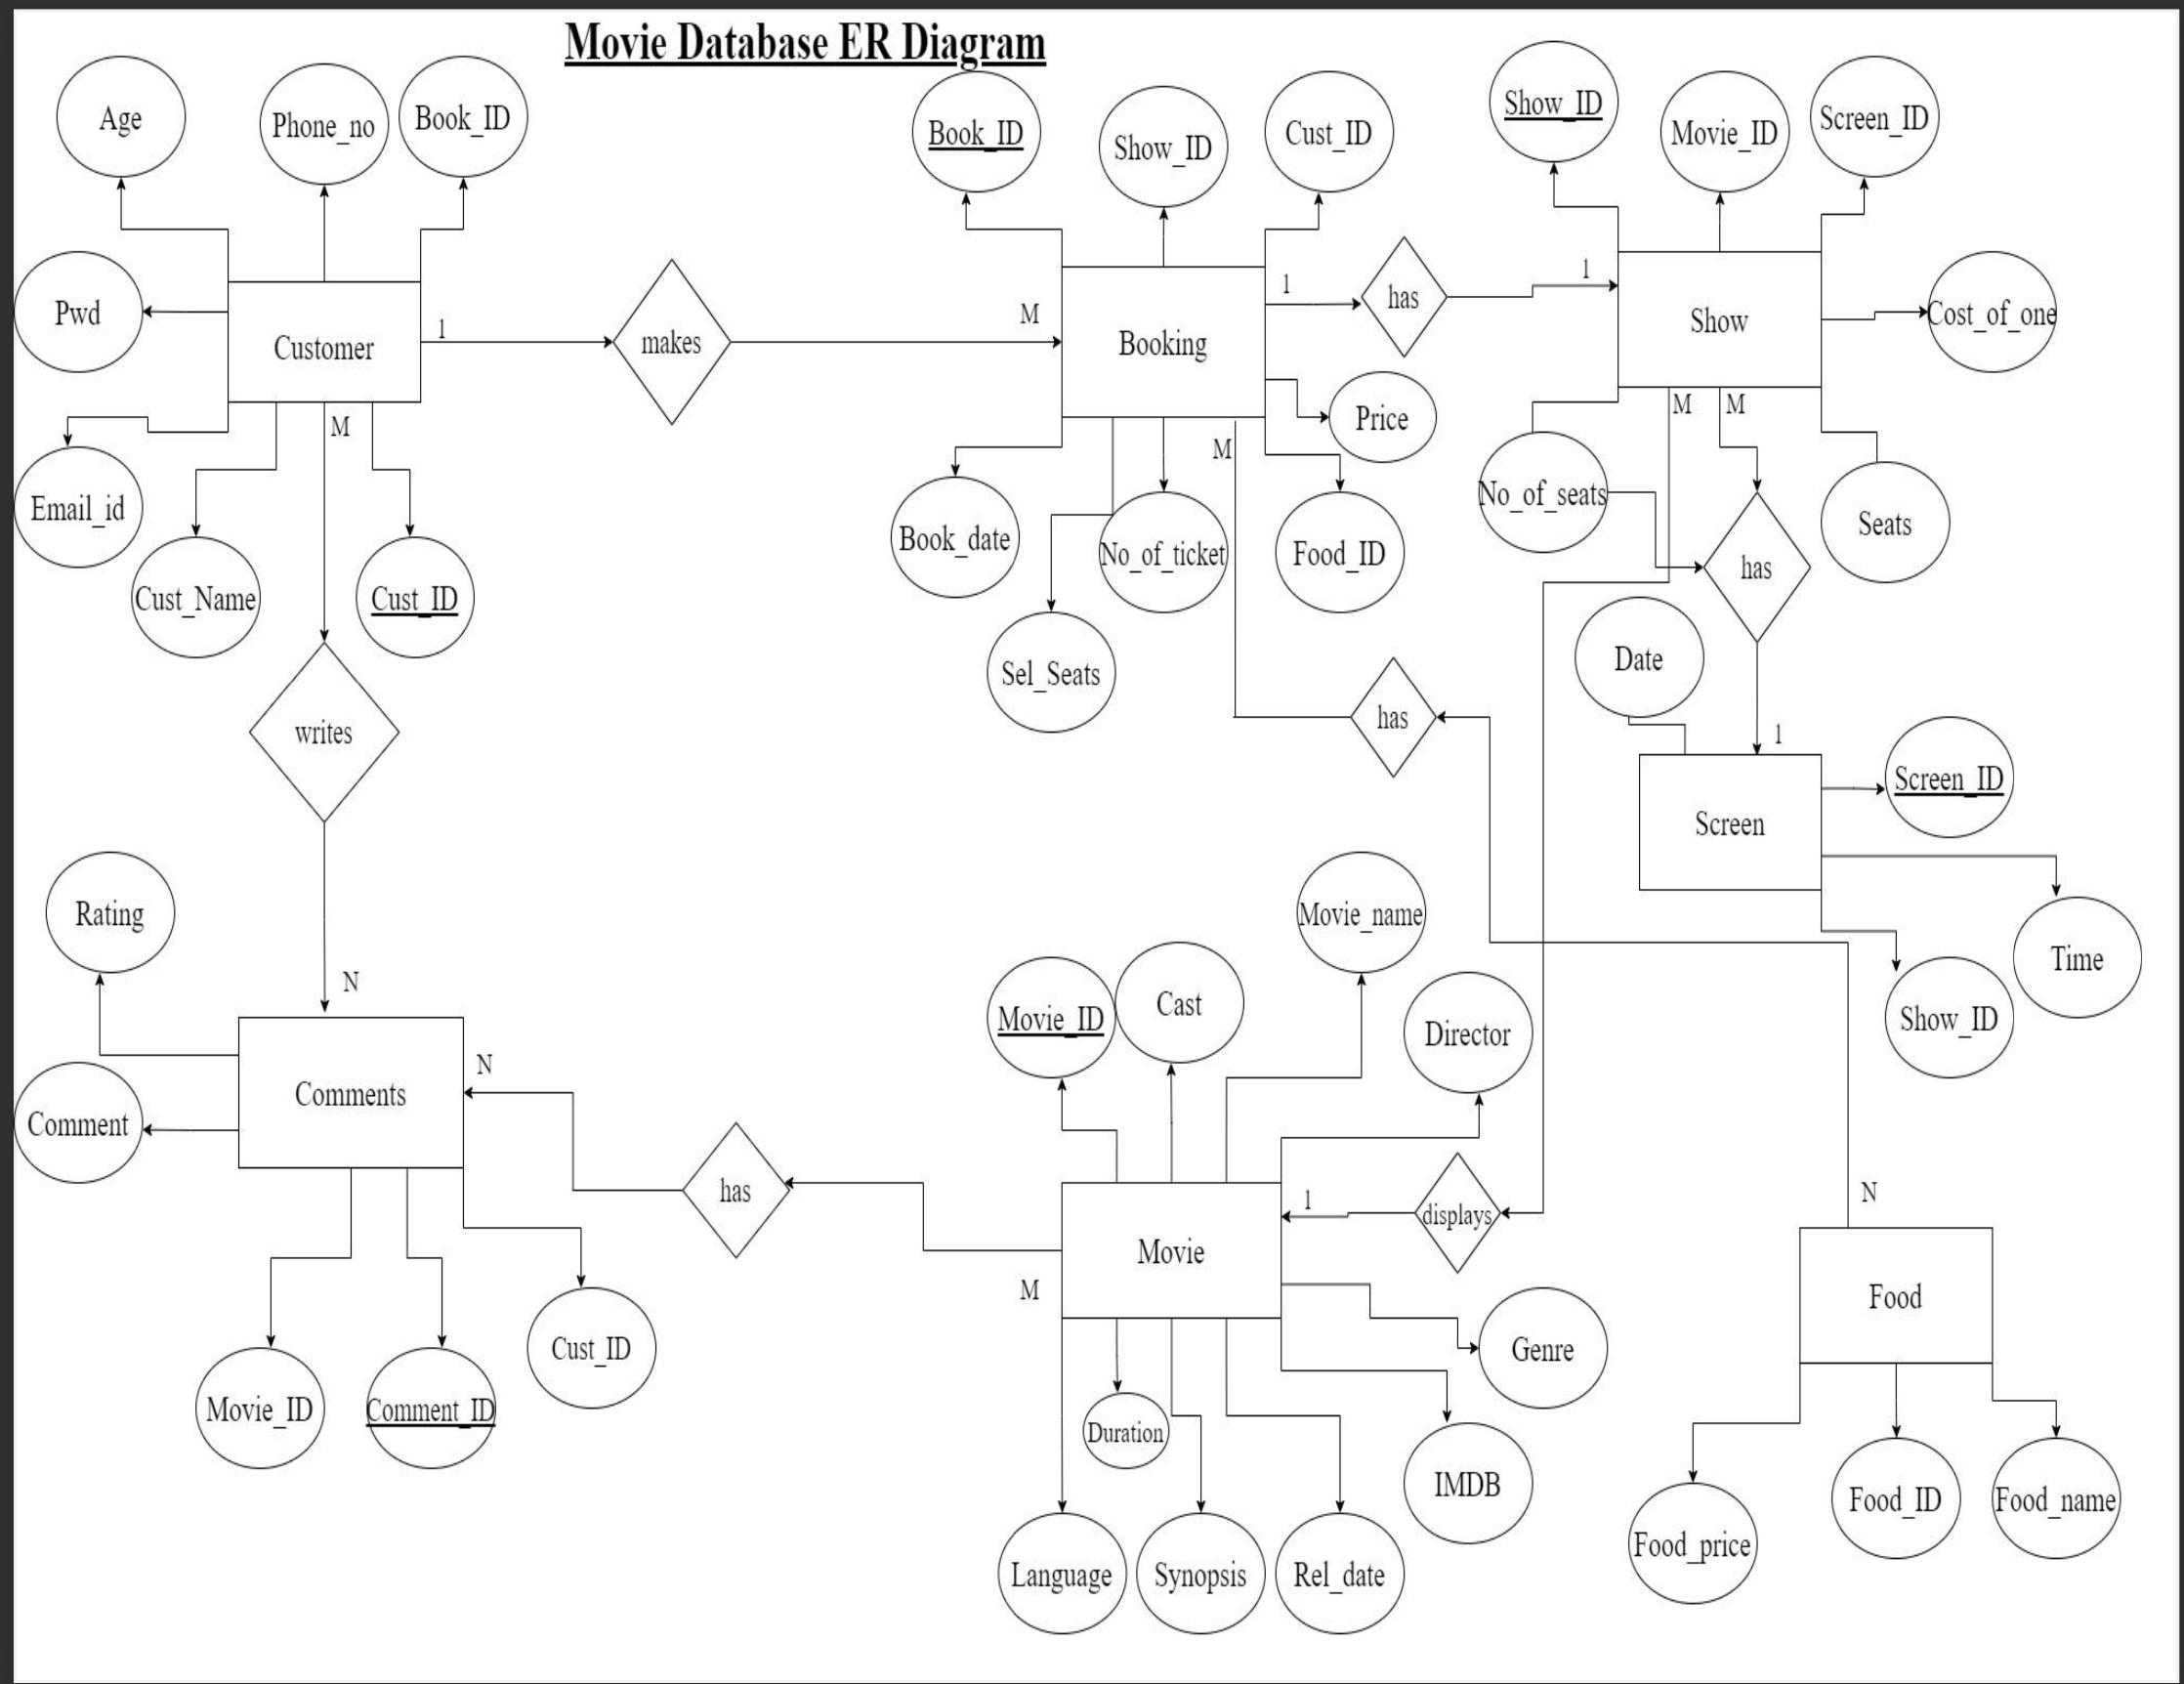 Movie Database ER Diagram
Age
Phone_no
Book_ID
Book_ID
Show_ID
Cust_ID
Show_ID
Movie_ID
Screen_ID
Pwd
Customer
1
makes
M
Booking
1
has
1
Show
Cost_of_one
Price
M
M
M
M
Email_id
Cust_Name
Cust_ID
Book_date
No_of_ticket
Food_ID
No_of_seats
has
Seats
Sel_Seats
Date
has
writes
1
Screen
Screen_ID
Rating
Movie_name
Time
N
Movie_ID
Cast
Director
Show_ID
Comments
N
Comment
has
Movie
1
displays
N
M
Food
Genre
Cust_ID
Movie_ID
Comment_ID
Duration
IMDB
Food_price
Food_ID
Food_name
Language
Synopsis
Rel_date